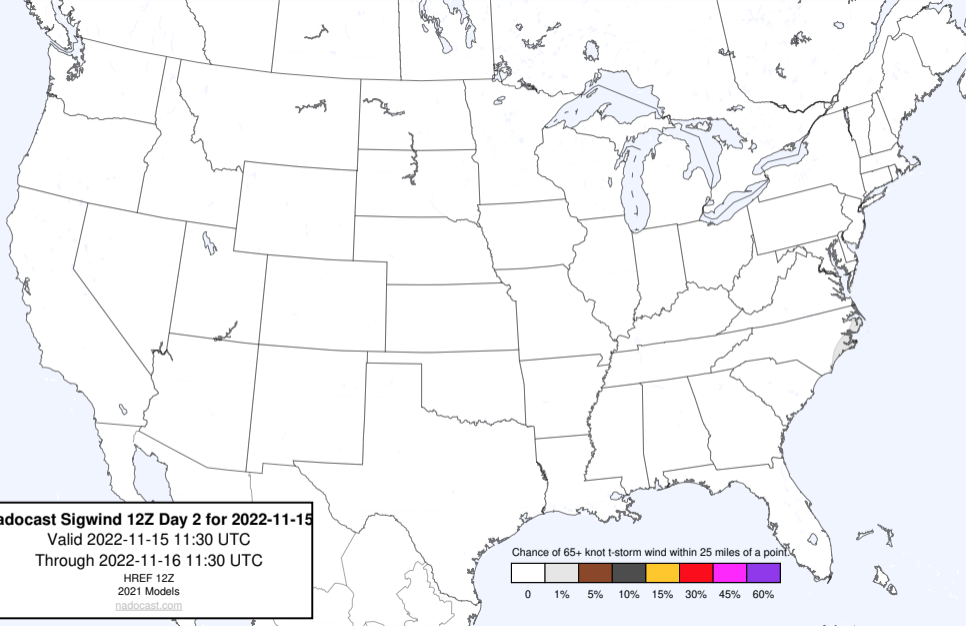 adocast Sigwind 12Z Day 2 for 2022-11-15
Valid 2022-11-15 11:30 UTC
Through 2022-11-16 11:30 UTC
HREF 12Z
2021 Models
nadocast.com
Chance of 65+ knot t-storm wind within 25 miles of a point.
0 1% 5% 10% 15% 30% 45% 60%